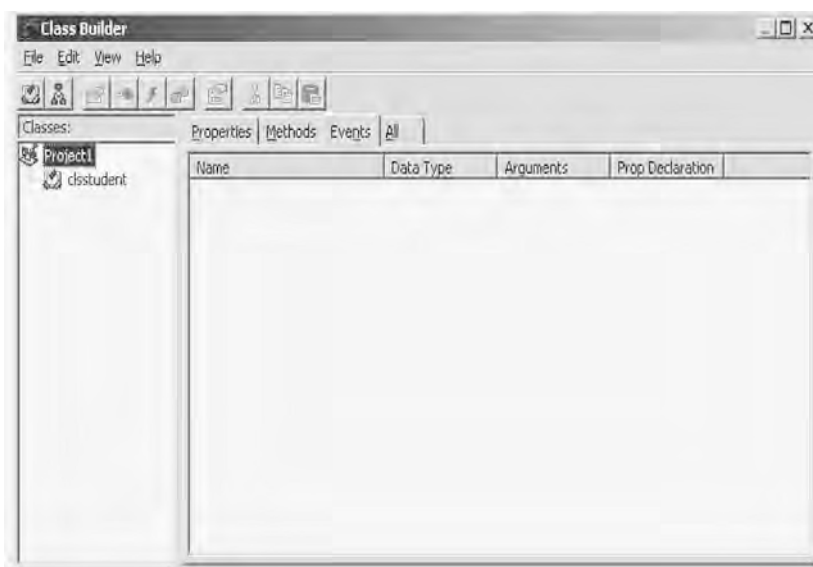 Class Builder
File Edit View Help
Classes:
Properties Methods Events All
Project1
Name Data Type Arguments Prop Declaration
clsstudent